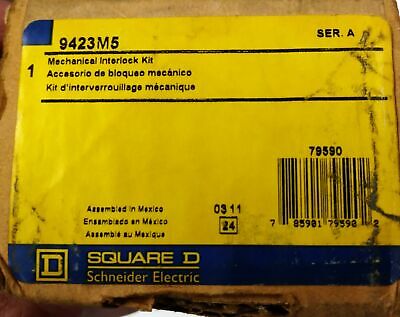 9423M5
SER. A
1
Mechanical Interlock Kit
Accesorio de bloqueo mecánico
Kit d'interverrouillage mécanique
79590
Assembled in Mexico
Ensamblado en México
Assemblé au Mexique
03 11
24
7 85901 79590 2
D
SQUARE D
Schneider Electric